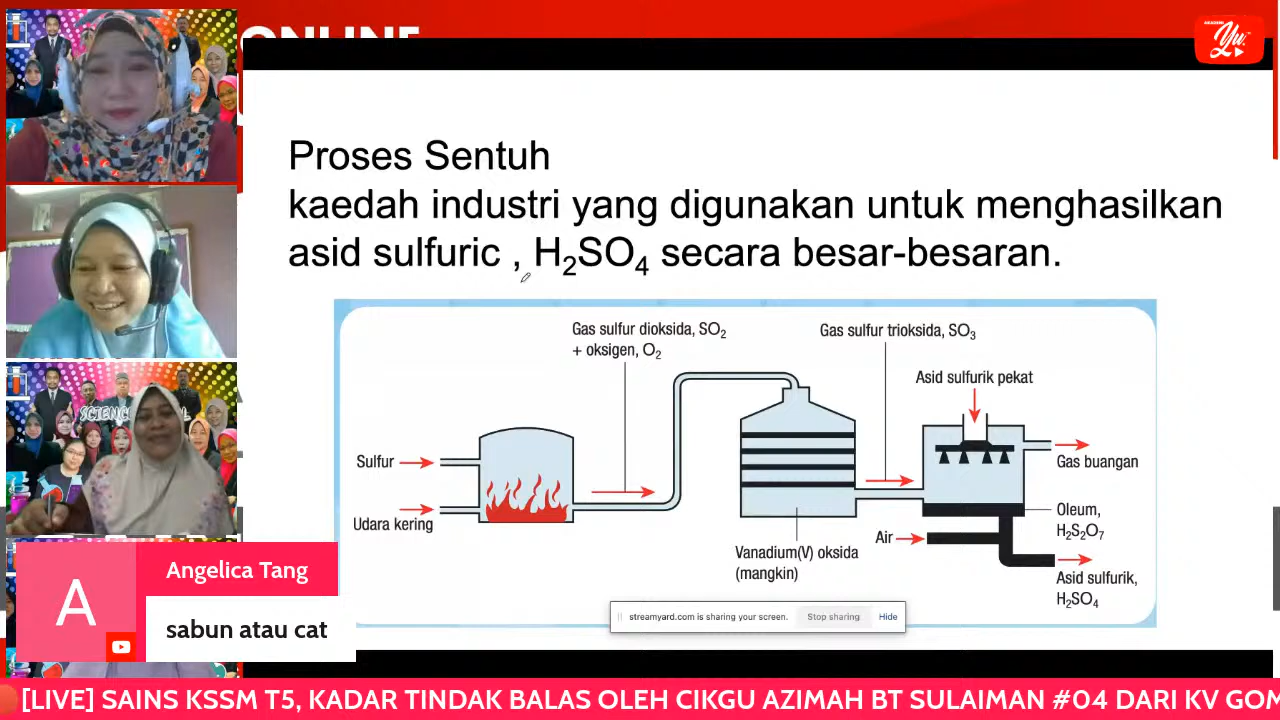 ONLINE
AKADEMI
Yu
Proses Sentuh
kaedah industri yang digunakan untuk menghasilkan
asid sulfuric , H₂SO₄ secara besar-besaran.
Gas sulfur dioksida, SO₂
+ oksigen, O₂
Gas sulfur trioksida, SO₃
Asid sulfurik pekat
Sulfur
Gas buangan
Udara kering
Oleum,
H₂S₂O₇
Air
Vanadium(V) oksida
(mangkin)
Asid sulfurik,
H₂SO₄
streamyard.com is sharing your screen.
Stop sharing
Hide
A
Angelica Tang
sabun atau cat
[LIVE] SAINS KSSM T5, KADAR TINDAK BALAS OLEH CIKGU AZIMAH BT SULAIMAN #04 DARI KV GOM